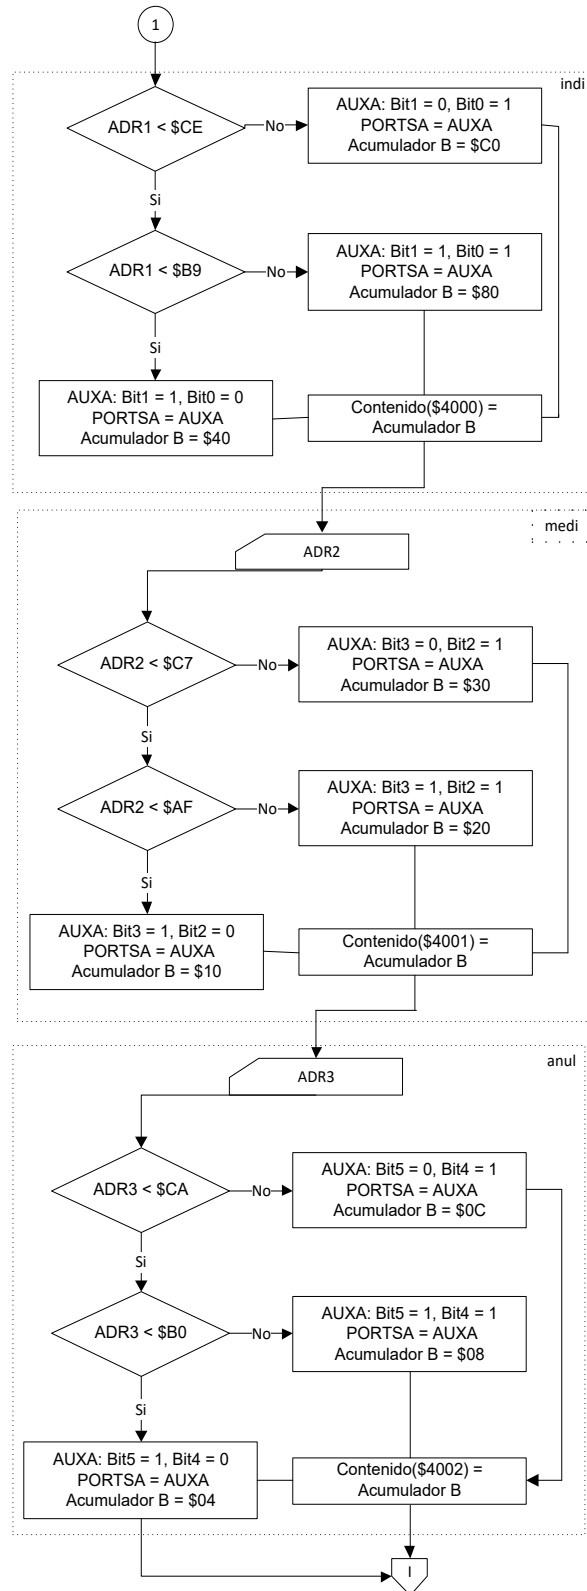 1
indi
ADR1 < $CE
No
AUXA: Bit1 = 0, Bit0 = 1
PORTSA = AUXA
Acumulador B = $C0
Si
ADR1 < $B9
No
AUXA: Bit1 = 1, Bit0 = 1
PORTSA = AUXA
Acumulador B = $80
Si
AUXA: Bit1 = 1, Bit0 = 0
PORTSA = AUXA
Acumulador B = $40
Contenido($4000) =
Acumulador B
medi
ADR2
ADR2 < $C7
No
AUXA: Bit3 = 0, Bit2 = 1
PORTSA = AUXA
Acumulador B = $30
Si
ADR2 < $AF
No
AUXA: Bit3 = 1, Bit2 = 1
PORTSA = AUXA
Acumulador B = $20
Si
AUXA: Bit3 = 1, Bit2 = 0
PORTSA = AUXA
Acumulador B = $10
Contenido($4001) =
Acumulador B
anul
ADR3
ADR3 < $CA
No
AUXA: Bit5 = 0, Bit4 = 1
PORTSA = AUXA
Acumulador B = $0C
Si
ADR3 < $B0
No
AUXA: Bit5 = 1, Bit4 = 1
PORTSA = AUXA
Acumulador B = $08
Si
AUXA: Bit5 = 1, Bit4 = 0
PORTSA = AUXA
Acumulador B = $04
Contenido($4002) =
Acumulador B
I